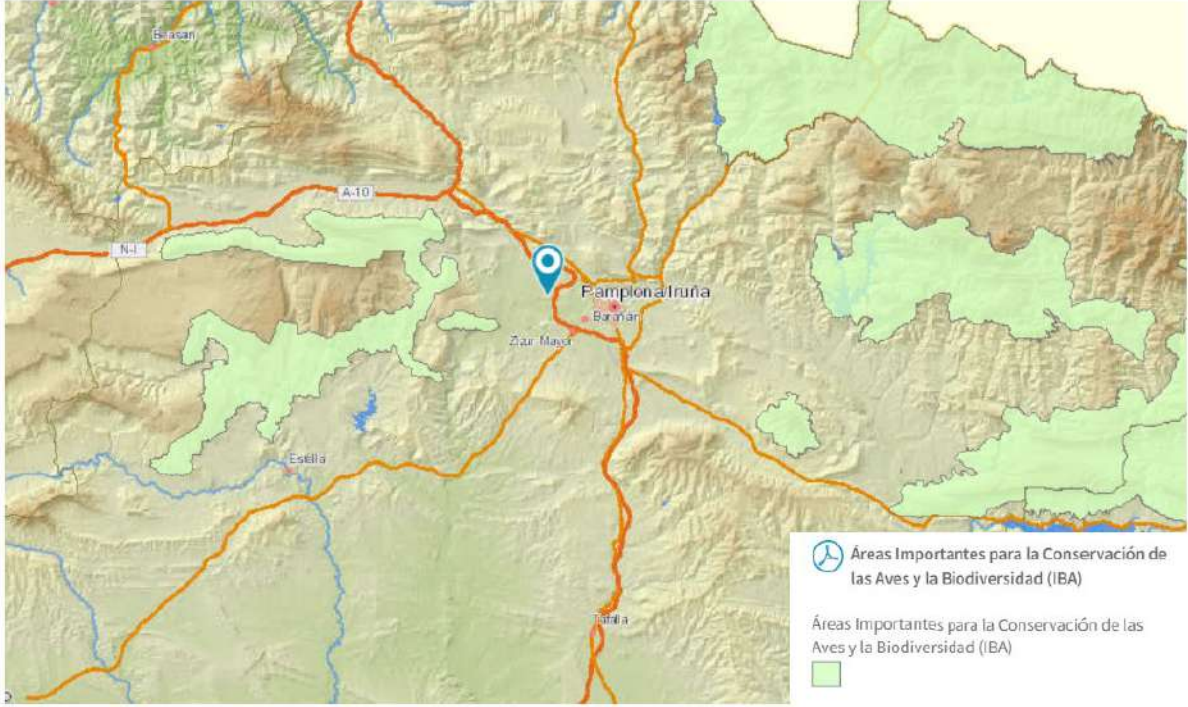 Beasain
A-10
N-I
Pamplona/Iruña
Barañáin
Zizur Mayor
Estella
Tafalla
Áreas Importantes para la Conservación de
las Aves y la Biodiversidad (IBA)
Áreas Importantes para la Conservación de las
Aves y la Biodiversidad (IBA)